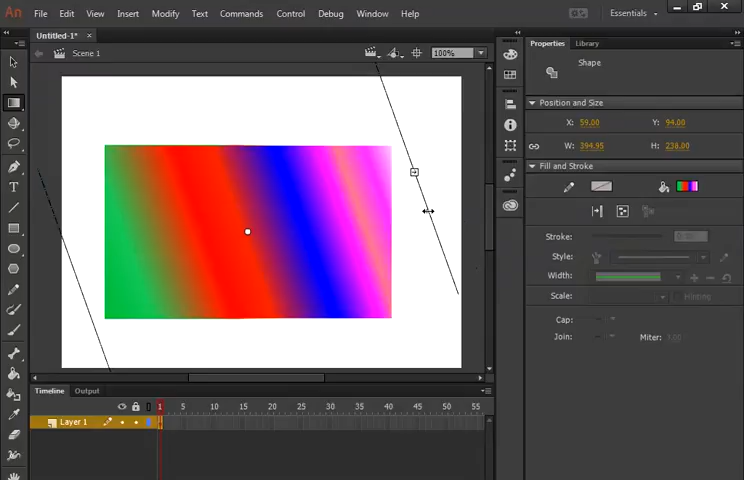 An File Edit View Insert Modify Text Commands Control Debug Window Help Essentials
Untitled-1* ×
Scene 1 100%
Properties Library
Shape
Position and Size
X: 59.00 Y: 94.00
W: 394.95 H: 238.00
Fill and Stroke
Stroke:
Style:
Width:
Scale: Hinting
Cap:
Join: Miter: 1.00
Timeline Output
1 5 10 15 20 25 30 35 40 45 50 55
Layer 1
T